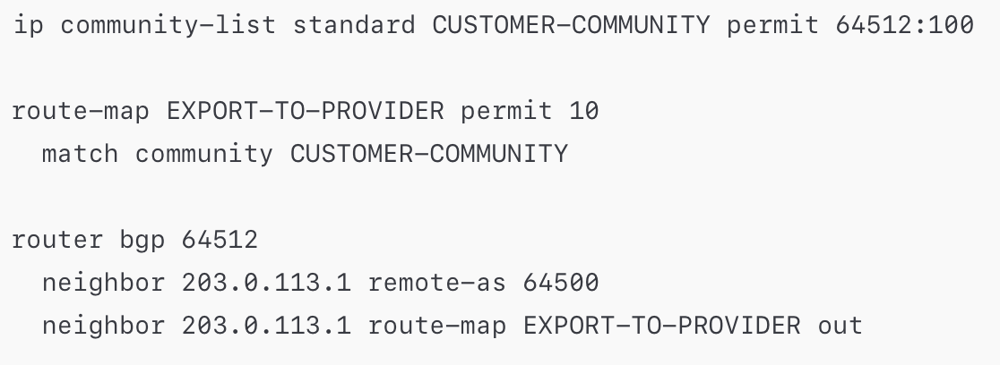 ip community-list standard CUSTOMER-COMMUNITY permit 64512:100
route-map EXPORT-TO-PROVIDER permit 10
match community CUSTOMER-COMMUNITY
router bgp 64512
neighbor 203.0.113.1 remote-as 64500
neighbor 203.0.113.1 route-map EXPORT-TO-PROVIDER out